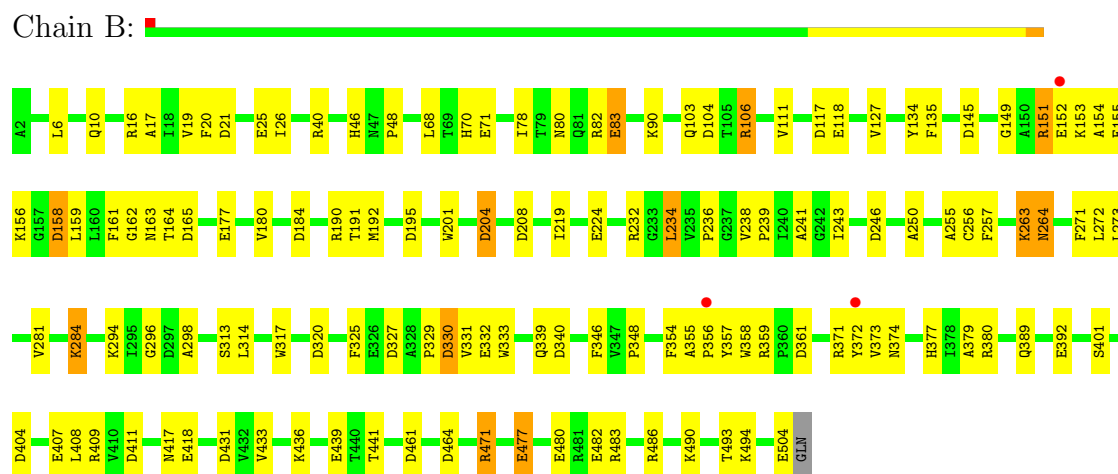 Chain B:
A2 L6 Q10 R16 A17 I18 V19 F20 D21 E25 I26 R40 H46 N47 P48 L68 T69 H70 E71 I78 T79 N80 Q81 R82 E83 K90 Q103 D104 T105 R106 V111 D117 E118 V127 Y134 F135 D145 G149 A150 R151 E152 K153 A154 E155
K156 G157 D158 L159 L160 F161 G162 N163 T164 D165 E177 V180 D184 R190 T191 M192 D195 W201 D204 D208 I219 E224 R232 G233 L234 V235 P236 G237 V238 P239 I240 A241 G242 I243 D246 A250 A255 C256 F257 K263 N264 F271 L272 L273
V281 K284 K294 I295 G296 D297 A298 S313 L314 W317 D320 F325 E326 D327 A328 P329 D330 V331 E332 W333 Q339 D340 F346 V347 P348 F354 A355 P356 Y357 W358 R359 P360 D361 R371 Y372 V373 N374 H377 I378 A379 R380 Q389 E392 S401
D404 E407 L408 R409 V410 D411 N417 E418 D431 V432 V433 K436 E439 T440 T441 D461 D464 R471 E477 E480 R481 E482 R483 R486 K490 T493 K494 E504 GLN